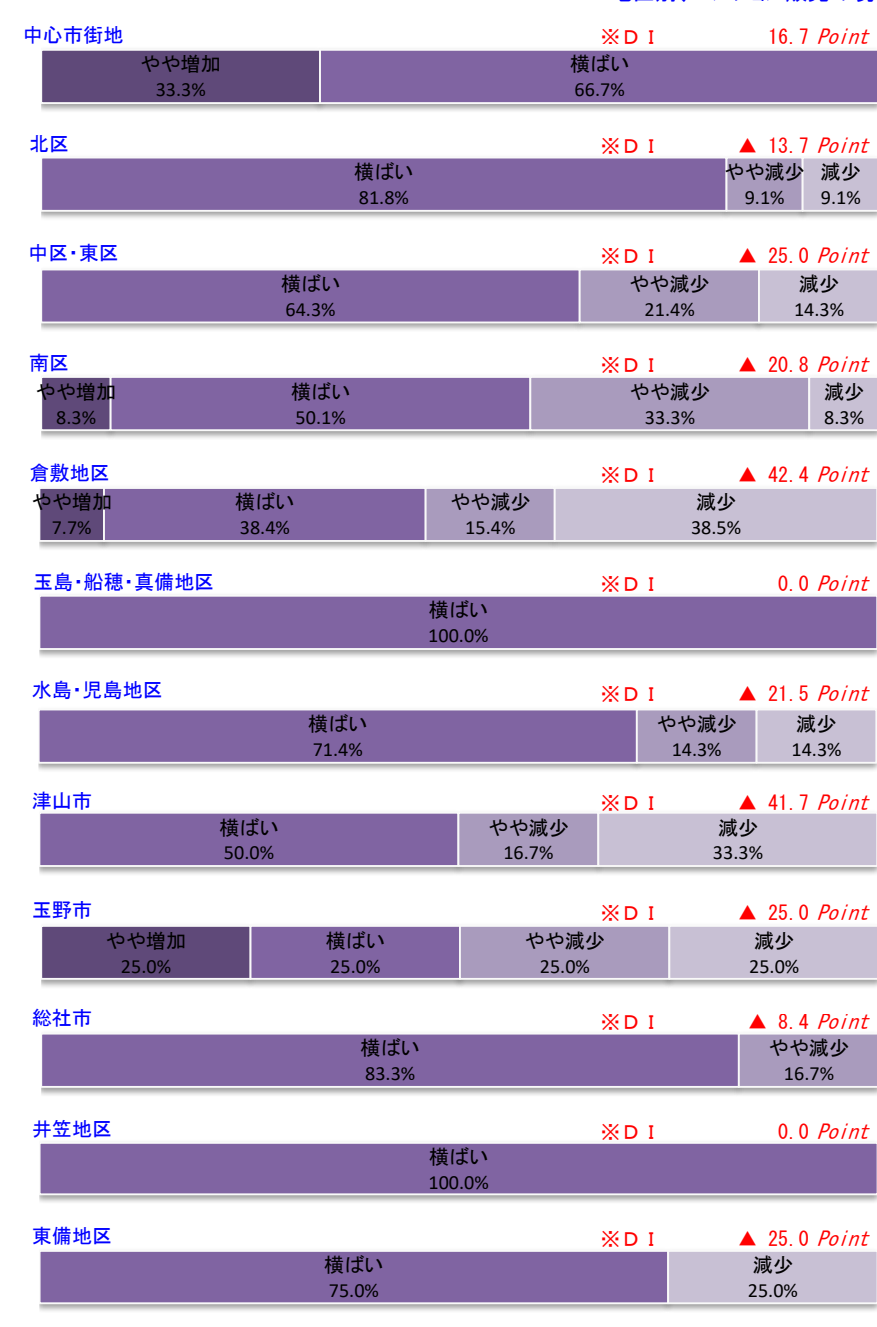 中心市街地 ※ＤＩ 16.7 Point
やや増加 横ばい
33.3% 66.7%
北区 ※ＤＩ ▲ 13.7 Point
横ばい やや減少 減少
81.8% 9.1% 9.1%
中区・東区 ※ＤＩ ▲ 25.0 Point
横ばい やや減少 減少
64.3% 21.4% 14.3%
南区 ※ＤＩ ▲ 20.8 Point
やや増加 横ばい やや減少 減少
8.3% 50.1% 33.3% 8.3%
倉敷地区 ※ＤＩ ▲ 42.4 Point
やや増加 横ばい やや減少 減少
7.7% 38.4% 15.4% 38.5%
玉島・船穂・真備地区 ※ＤＩ 0.0 Point
横ばい
100.0%
水島・児島地区 ※ＤＩ ▲ 21.5 Point
横ばい やや減少 減少
71.4% 14.3% 14.3%
津山市 ※ＤＩ ▲ 41.7 Point
横ばい やや減少 減少
50.0% 16.7% 33.3%
玉野市 ※ＤＩ ▲ 25.0 Point
やや増加 横ばい やや減少 減少
25.0% 25.0% 25.0% 25.0%
総社市 ※ＤＩ ▲ 8.4 Point
横ばい やや減少
83.3% 16.7%
井笠地区 ※ＤＩ 0.0 Point
横ばい
100.0%
東備地区 ※ＤＩ ▲ 25.0 Point
横ばい 減少
75.0% 25.0%